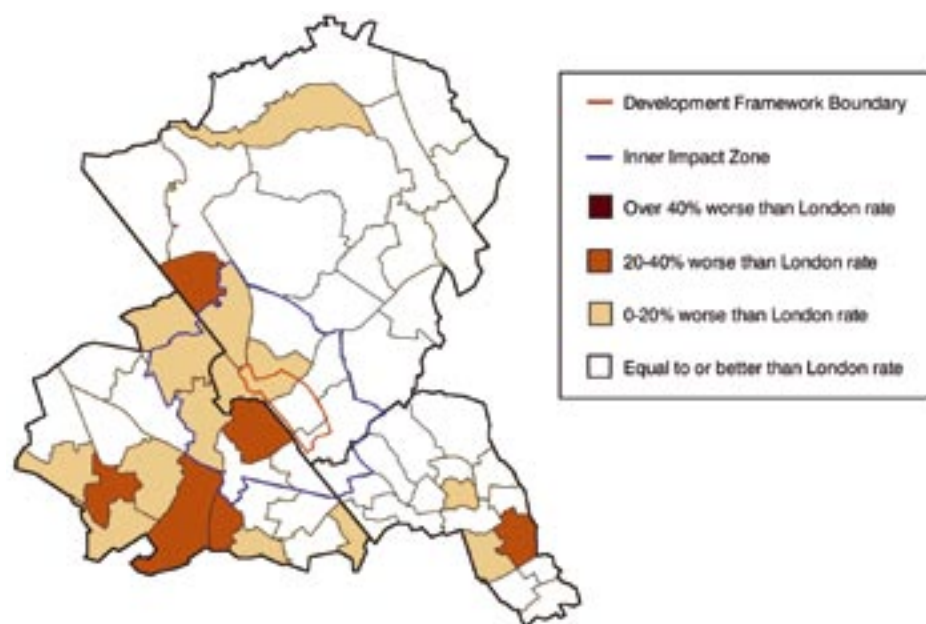 Development Framework Boundary
Inner Impact Zone
Over 40% worse than London rate
20-40% worse than London rate
0-20% worse than London rate
Equal to or better than London rate